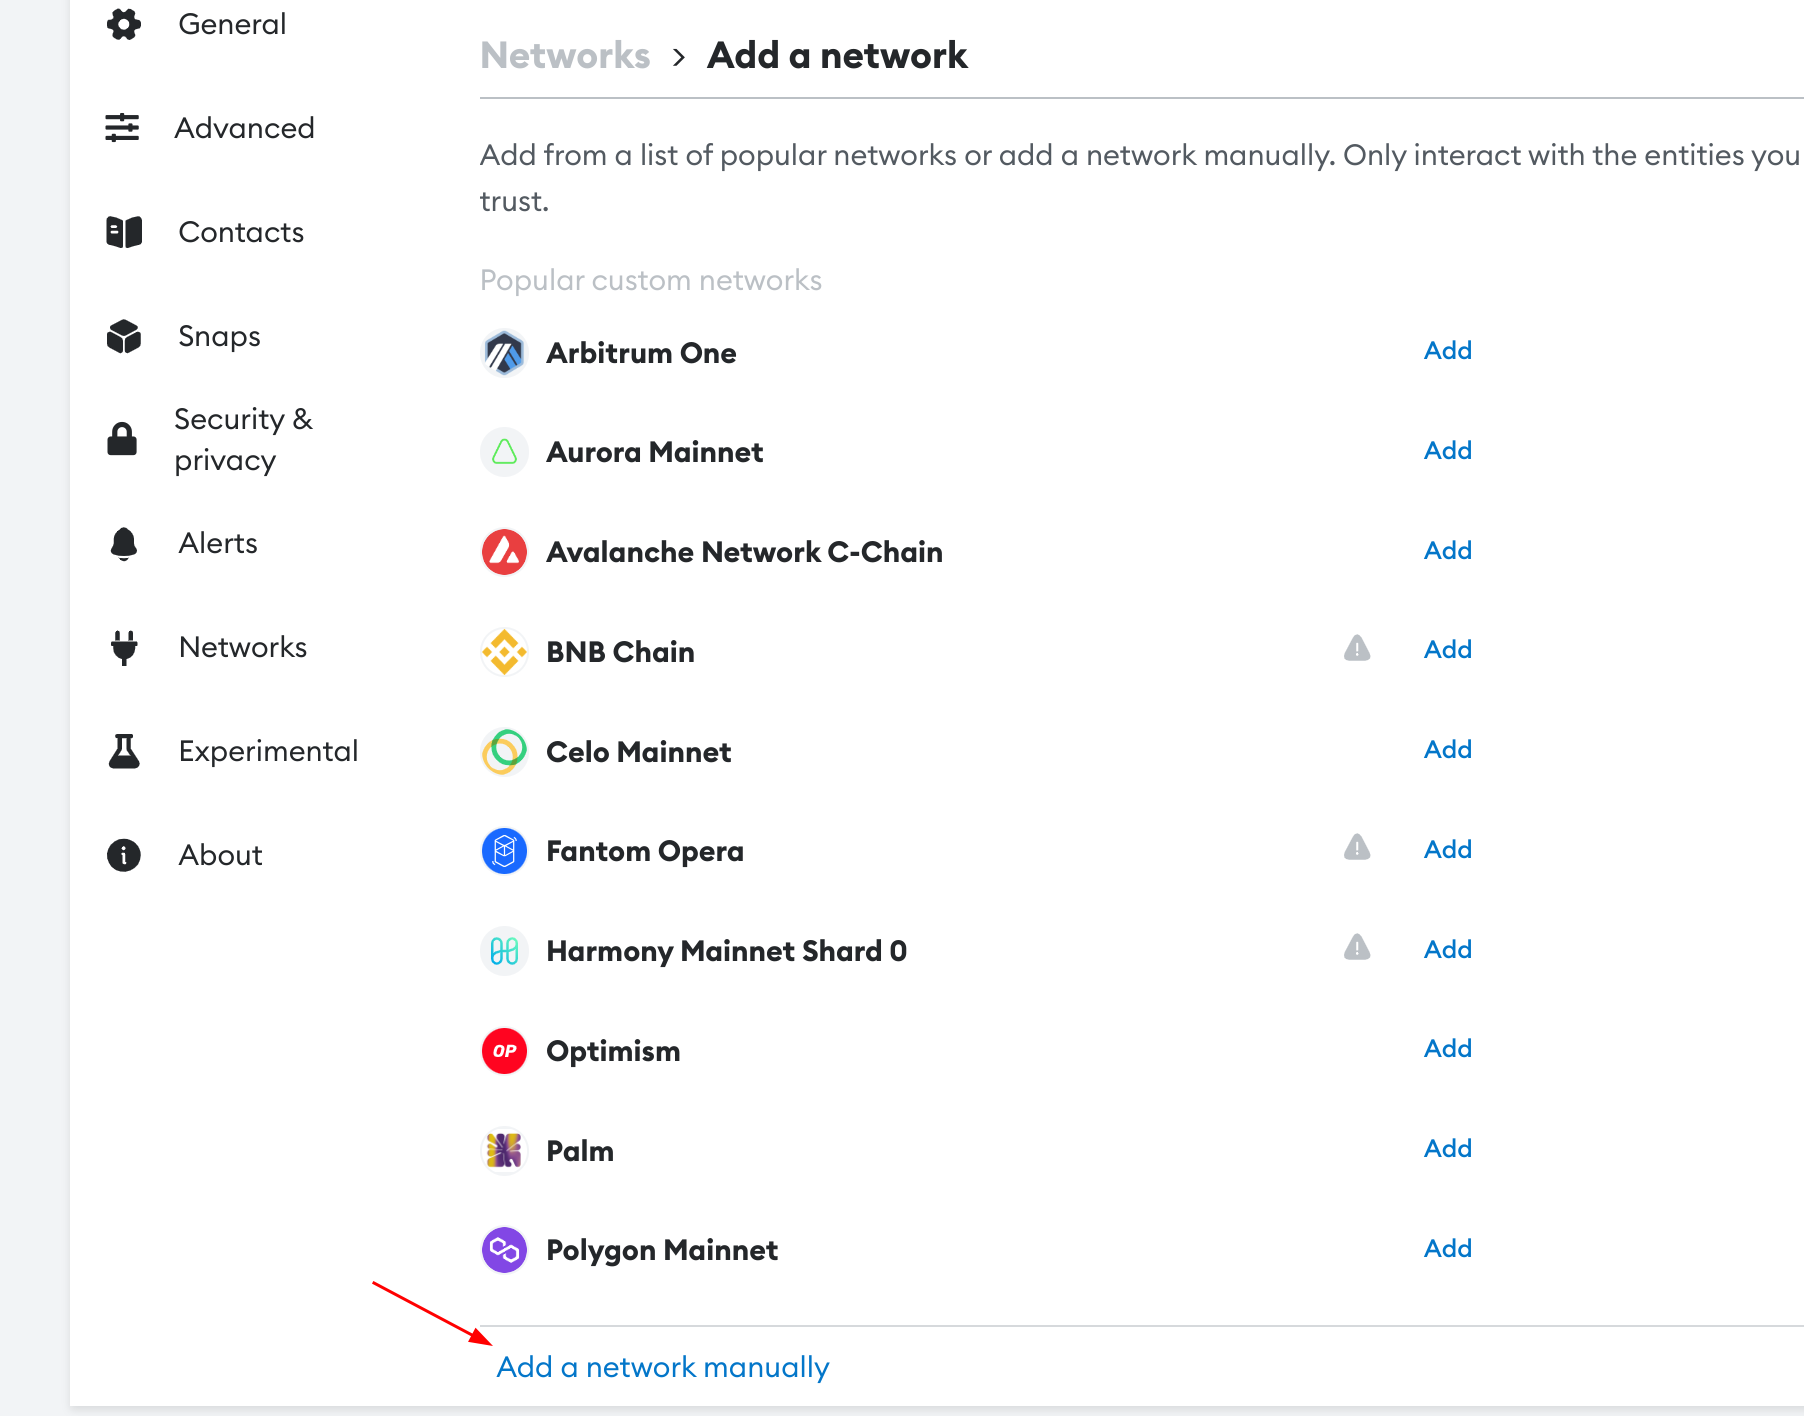 General
Advanced
Contacts
Snaps
Security &
privacy
Alerts
Networks
Experimental
About
Networks > Add a network
Add from a list of popular networks or add a network manually. Only interact with the entities you
trust.
Popular custom networks
Arbitrum One Add
Aurora Mainnet Add
Avalanche Network C-Chain Add
BNB Chain Add
Celo Mainnet Add
Fantom Opera Add
Harmony Mainnet Shard 0 Add
OP Optimism Add
Palm Add
Polygon Mainnet Add
Add a network manually